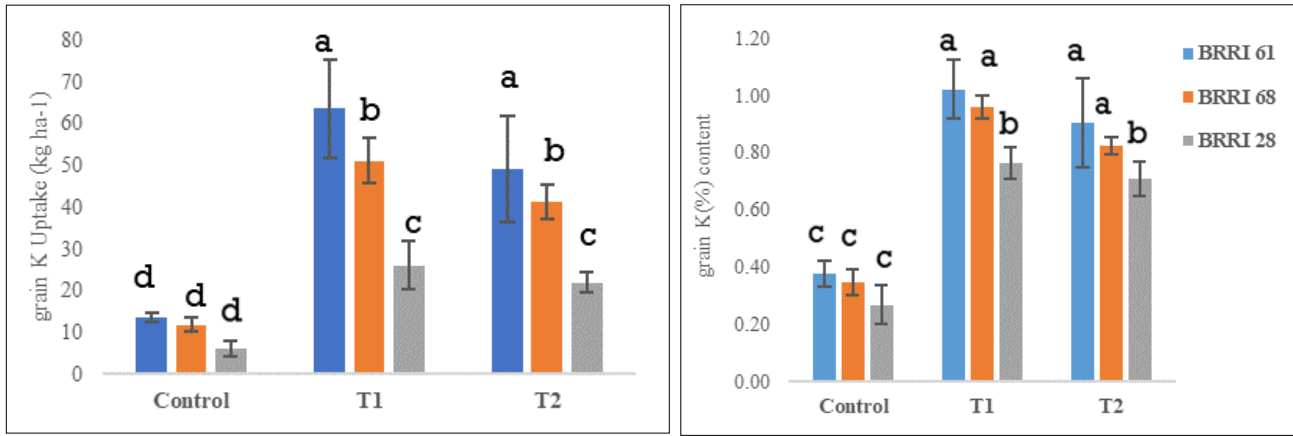 grain K Uptake (kg ha-1)
80
70
60
50
40
30
20
10
0
d
d
d
a
b
c
a
b
c
Control
T1
T2
grain K(%) content
1.20
1.00
0.80
0.60
0.40
0.20
0.00
c
c
c
a
a
b
a
a
b
Control
T1
T2
BRRI 61
BRRI 68
BRRI 28